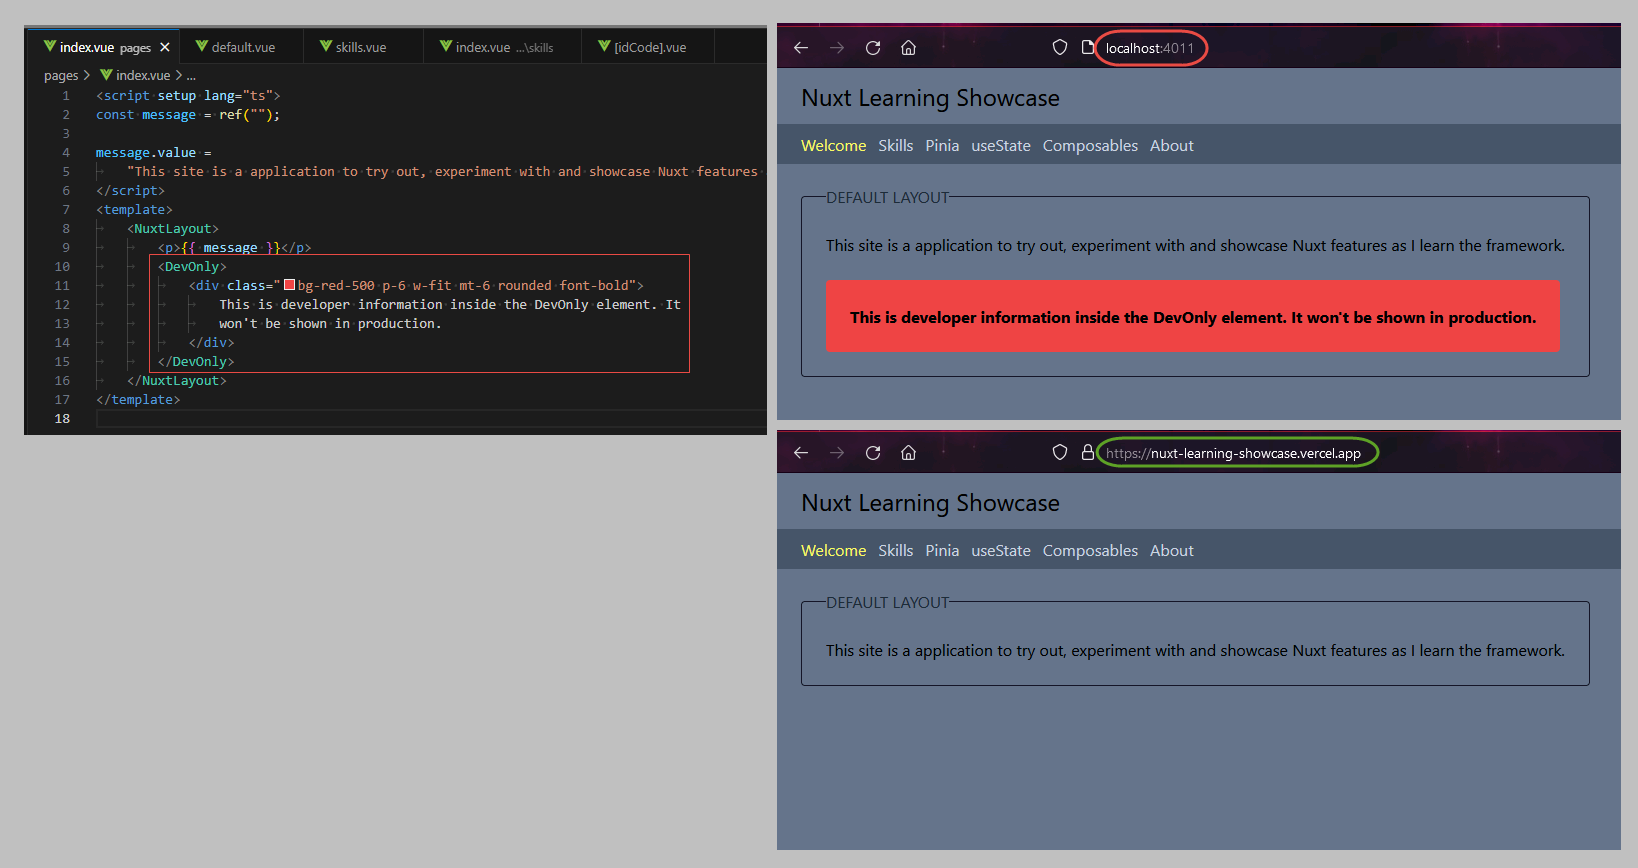 index.vue pages
default.vue
skills.vue
index.vue ...\skills
[idCode].vue
pages > index.vue > ...
1 <script setup lang="ts">
2 const message = ref("");
3
4 message.value =
5 "This site is a application to try out, experiment with and showcase Nuxt features
6 </script>
7 <template>
8 <NuxtLayout>
9 <p>{{ message }}</p>
10 <DevOnly>
11 <div class="bg-red-500 p-6 w-fit mt-6 rounded font-bold">
12 This is developer information inside the DevOnly element. It
13 won't be shown in production.
14 </div>
15 </DevOnly>
16 </NuxtLayout>
17 </template>
18
localhost:4011
Nuxt Learning Showcase
Welcome Skills Pinia useState Composables About
DEFAULT LAYOUT
This site is a application to try out, experiment with and showcase Nuxt features as I learn the framework.
This is developer information inside the DevOnly element. It won't be shown in production.
https://nuxt-learning-showcase.vercel.app
Nuxt Learning Showcase
Welcome Skills Pinia useState Composables About
DEFAULT LAYOUT
This site is a application to try out, experiment with and showcase Nuxt features as I learn the framework.